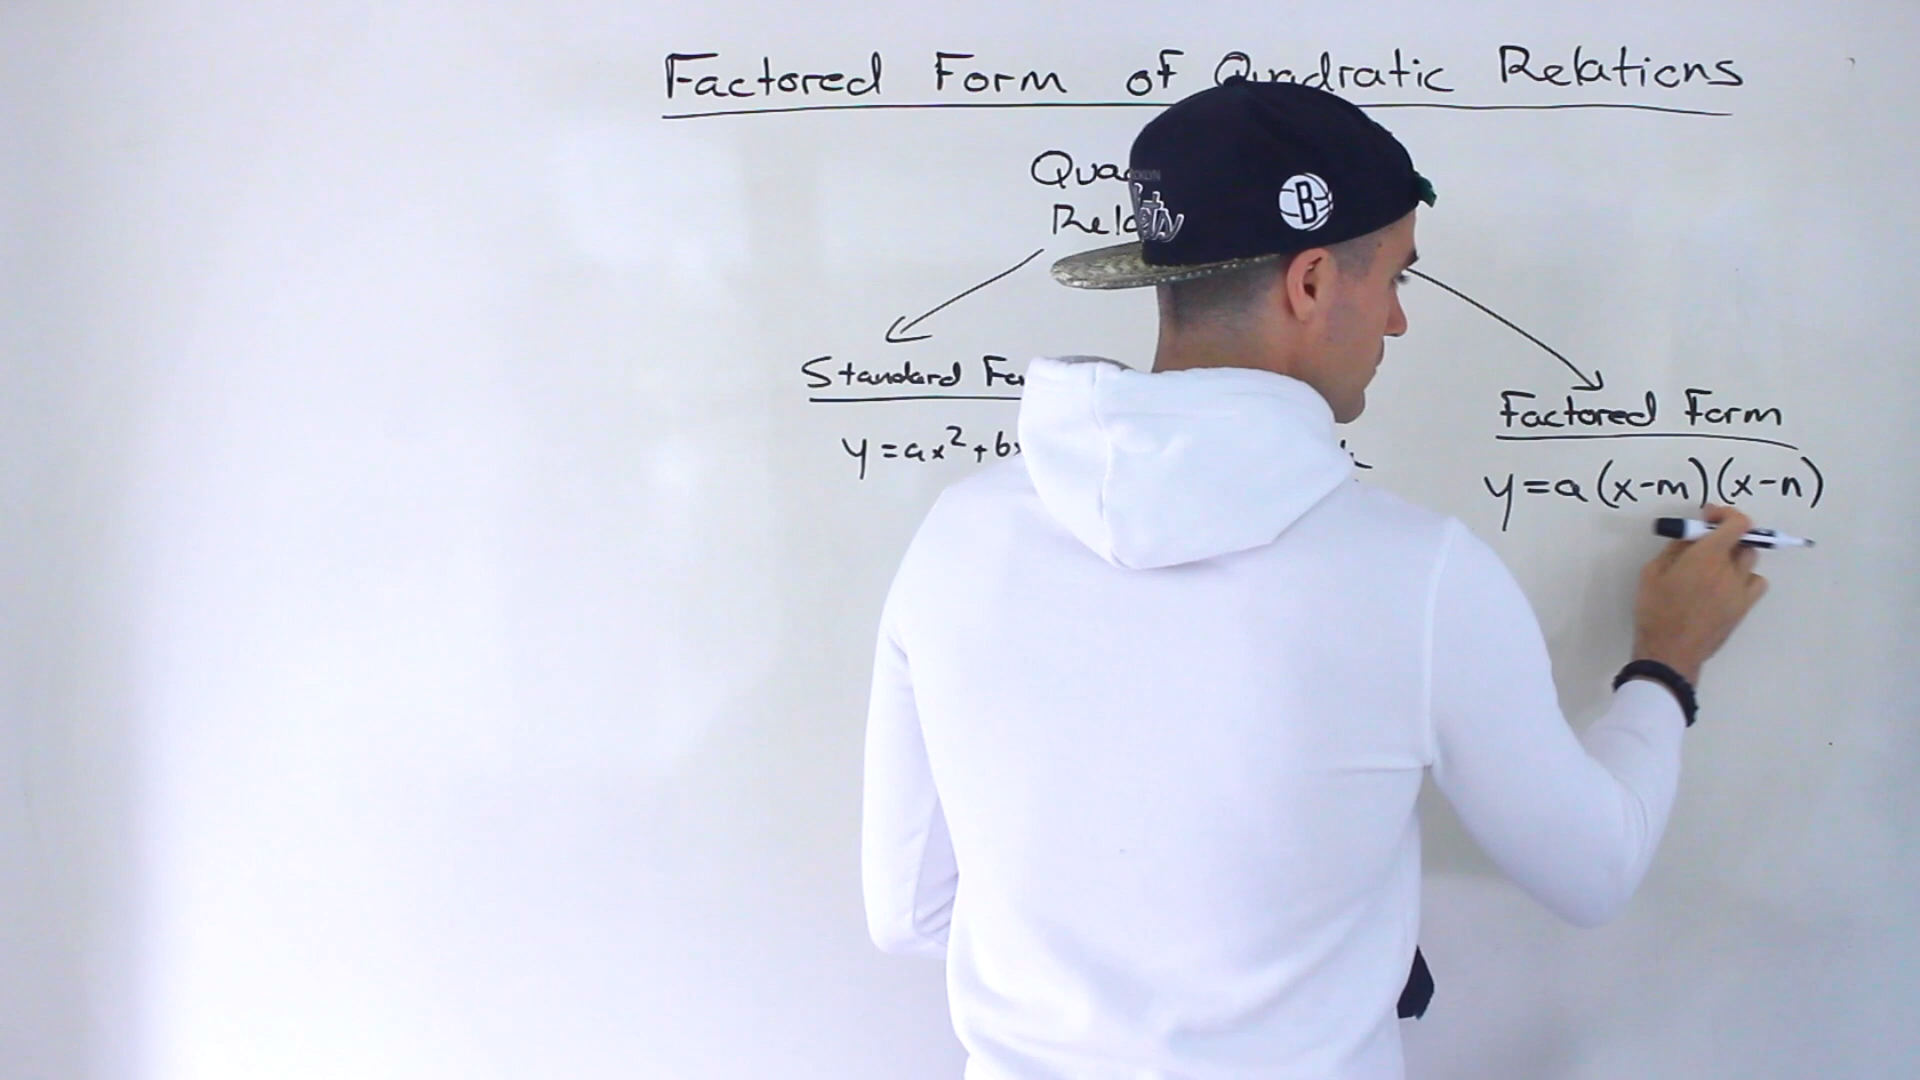 Factored Form of Quadratic Relations
Standard
y=ax²+b
Factored Form
y=a(x-m)(x-n)
B